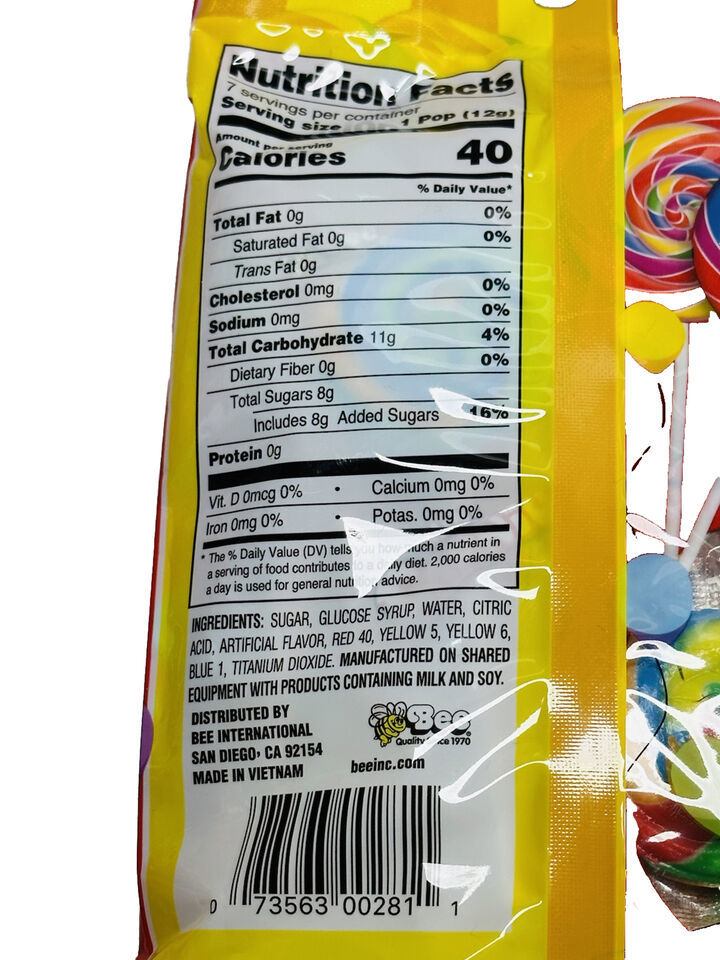 Nutrition Facts
7 servings per container
Serving size 1 Pop (12g)
Amount per serving
Calories 40
% Daily Value*
Total Fat 0g 0%
Saturated Fat 0g 0%
Trans Fat 0g
Cholesterol 0mg 0%
Sodium 0mg 0%
Total Carbohydrate 11g 4%
Dietary Fiber 0g 0%
Total Sugars 8g
Includes 8g Added Sugars 16%
Protein 0g
Vit. D 0mcg 0% • Calcium 0mg 0%
Iron 0mg 0% • Potas. 0mg 0%
* The % Daily Value (DV) tells you how much a nutrient in
a serving of food contributes to a daily diet. 2,000 calories
a day is used for general nutrition advice.
INGREDIENTS: SUGAR, GLUCOSE SYRUP, WATER, CITRIC
ACID, ARTIFICIAL FLAVOR, RED 40, YELLOW 5, YELLOW 6,
BLUE 1, TITANIUM DIOXIDE. MANUFACTURED ON SHARED
EQUIPMENT WITH PRODUCTS CONTAINING MILK AND SOY.
DISTRIBUTED BY
BEE INTERNATIONAL
SAN DIEGO, CA 92154
MADE IN VIETNAM
Bee®
Quality Since 1970
beeinc.com
0 73563 00281 1